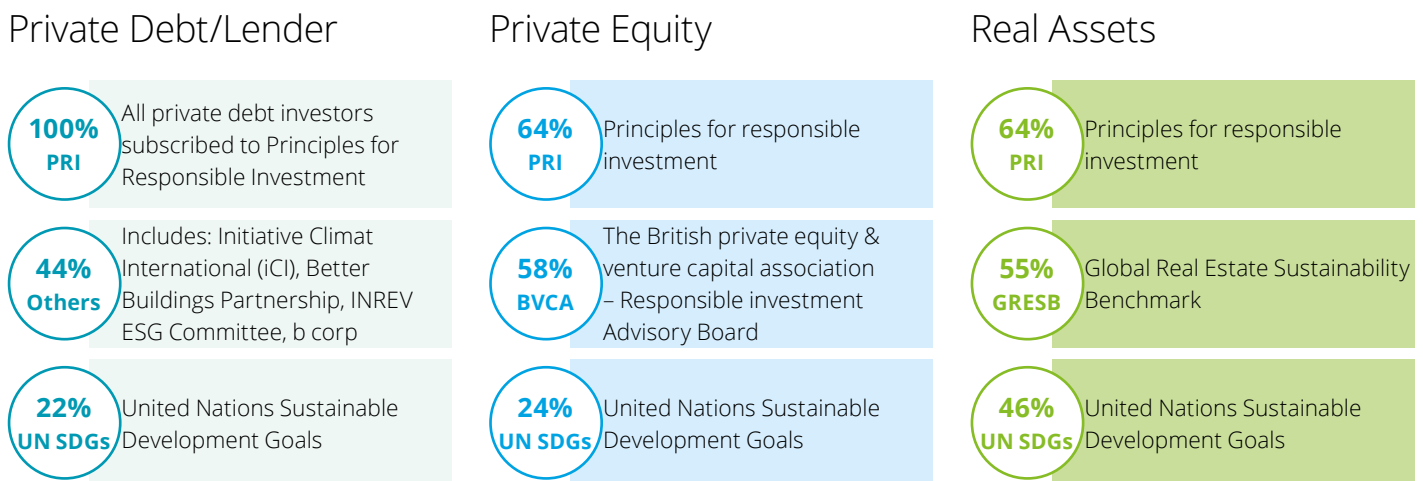 Private Debt/Lender
100%
PRI
All private debt investors
subscribed to Principles for
Responsible Investment
44%
Others
Includes: Initiative Climat
International (iCI), Better
Buildings Partnership, INREV
ESG Committee, b corp
22%
UN SDGs
United Nations Sustainable
Development Goals
Private Equity
64%
PRI
Principles for responsible
investment
58%
BVCA
The British private equity &
venture capital association
– Responsible investment
Advisory Board
24%
UN SDGs
United Nations Sustainable
Development Goals
Real Assets
64%
PRI
Principles for responsible
investment
55%
GRESB
Global Real Estate Sustainability
Benchmark
46%
UN SDGs
United Nations Sustainable
Development Goals